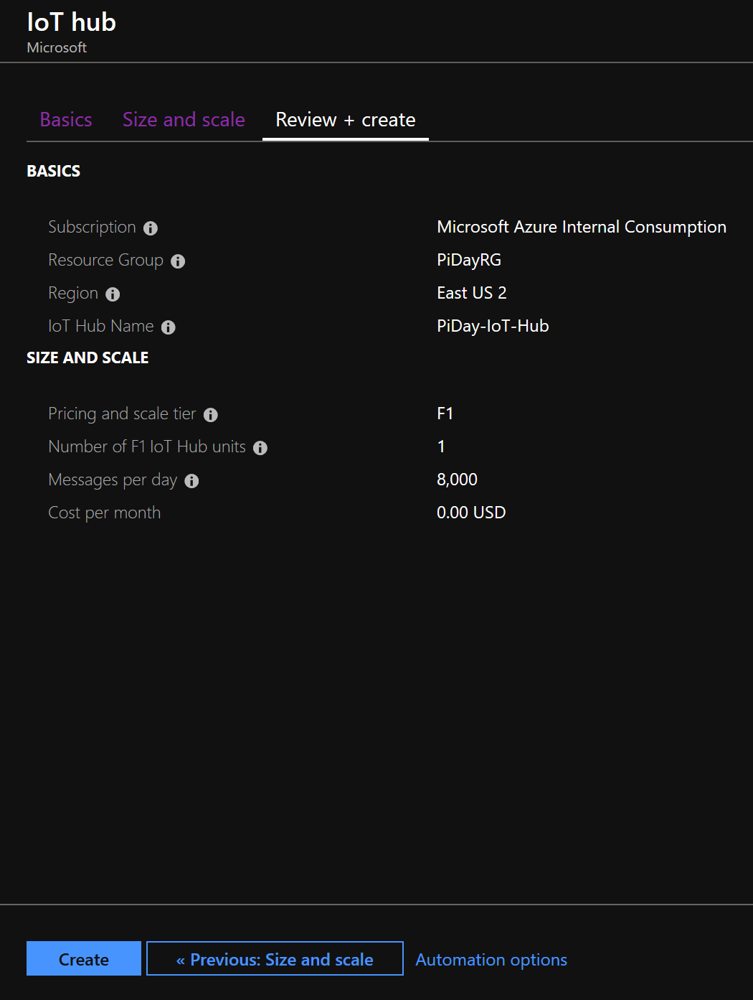 IoT hub
Microsoft
Basics Size and scale Review + create
BASICS
Subscription Microsoft Azure Internal Consumption
Resource Group PiDayRG
Region East US 2
IoT Hub Name PiDay-IoT-Hub
SIZE AND SCALE
Pricing and scale tier F1
Number of F1 IoT Hub units 1
Messages per day 8,000
Cost per month 0.00 USD
Create « Previous: Size and scale Automation options